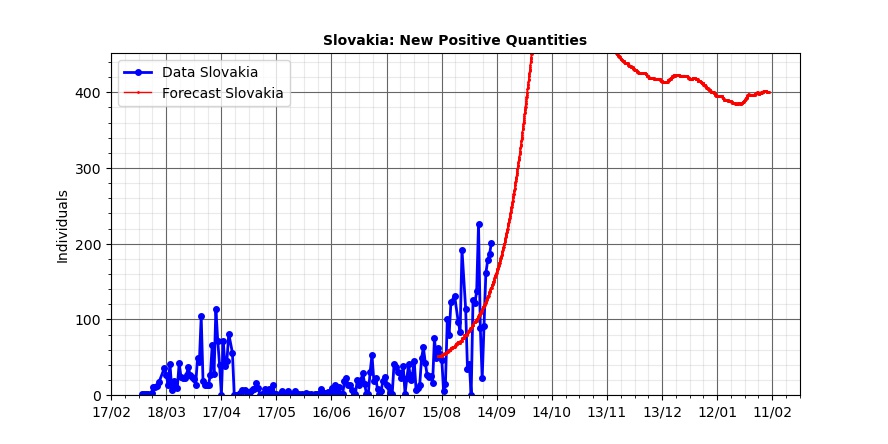 Slovakia: New Positive Quantities
Data Slovakia
Forecast Slovakia
Individuals
400
300
200
100
0
17/02 18/03 17/04 17/05 16/06 16/07 15/08 14/09 14/10 13/11 13/12 12/01 11/02